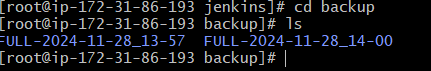 [root@ip-172-31-86-193 jenkins]# cd backup
[root@ip-172-31-86-193 backup]# ls
FULL-2024-11-28_13-57  FULL-2024-11-28_14-00
[root@ip-172-31-86-193 backup]#